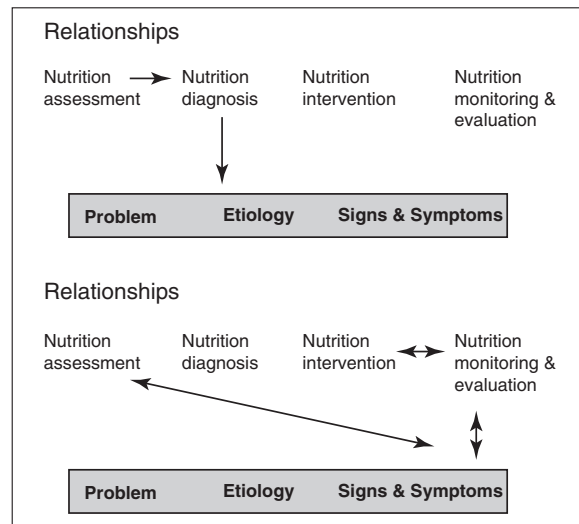 Relationships
Nutrition assessment
Nutrition diagnosis
Nutrition intervention
Nutrition monitoring & evaluation
Problem Etiology Signs & Symptoms
Relationships
Nutrition assessment
Nutrition diagnosis
Nutrition intervention
Nutrition monitoring & evaluation
Problem Etiology Signs & Symptoms